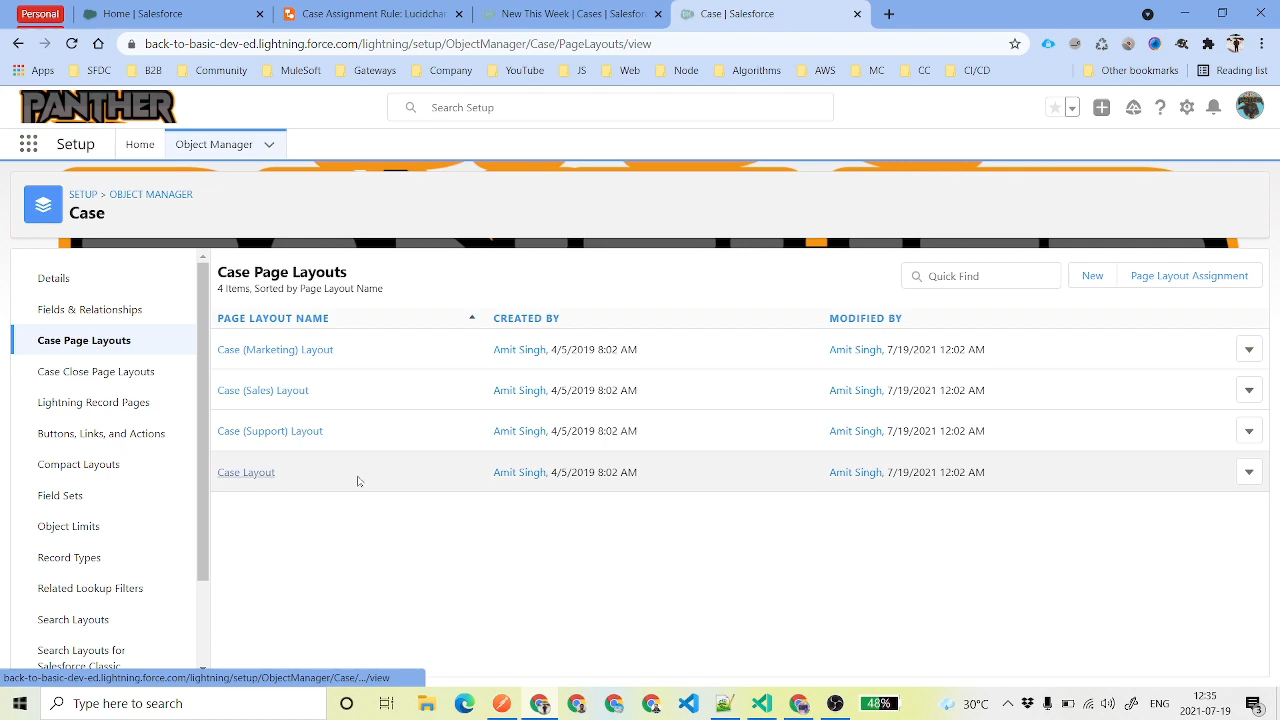 Personal
Home | Salesforce
Case Assignment Rule: Lucidchar
New This Week | Cases | Salesfor
Case | Salesforce
back-to-basic-dev-ed.lightning.force.com/lightning/setup/ObjectManager/Case/PageLayouts/view
Apps
SFDC
B2B
Community
MuleSoft
Gateways
Company
YouTube
JS
Web
Node
Algorithms
AWS
MC
CC
CI/CD
Other bookmarks
Reading list
PANTHER
Search Setup
Setup
Home
Object Manager
SETUP > OBJECT MANAGER
Case
Details
Fields & Relationships
Case Page Layouts
Case Close Page Layouts
Lightning Record Pages
Buttons, Links, and Actions
Compact Layouts
Field Sets
Object Limits
Record Types
Related Lookup Filters
Search Layouts
Search Layouts for
Salesforce Classic
Case Page Layouts
4 Items, Sorted by Page Layout Name
Quick Find
New
Page Layout Assignment
PAGE LAYOUT NAME CREATED BY MODIFIED BY
Case (Marketing) Layout Amit Singh, 4/5/2019 8:02 AM Amit Singh, 7/19/2021 12:02 AM
Case (Sales) Layout Amit Singh, 4/5/2019 8:02 AM Amit Singh, 7/19/2021 12:02 AM
Case (Support) Layout Amit Singh, 4/5/2019 8:02 AM Amit Singh, 7/19/2021 12:02 AM
Case Layout Amit Singh, 4/5/2019 8:02 AM Amit Singh, 7/19/2021 12:02 AM
back-to-basic-dev-ed.lightning.force.com/lightning/setup/ObjectManager/Case/.../view
Type here to search
48%
30°C
ENG
12:35
2021-07-19
3